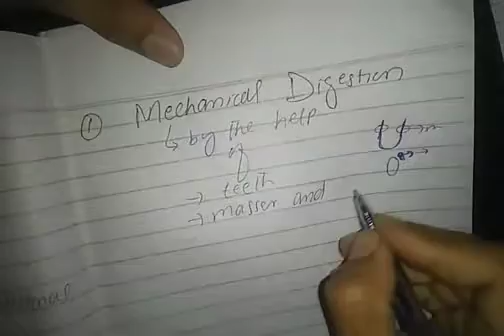 ① Mechanical Digestion
↳ by the help
of
→ teeth
→ masser and